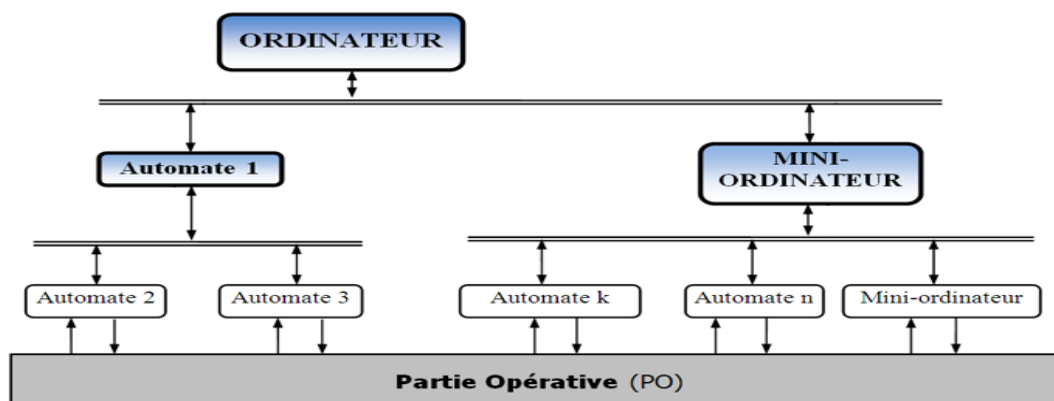 ORDINATEUR
Automate 1
MINI-
ORDINATEUR
Automate 2
Automate 3
Automate k
Automate n
Mini-ordinateur
Partie Opérative (PO)